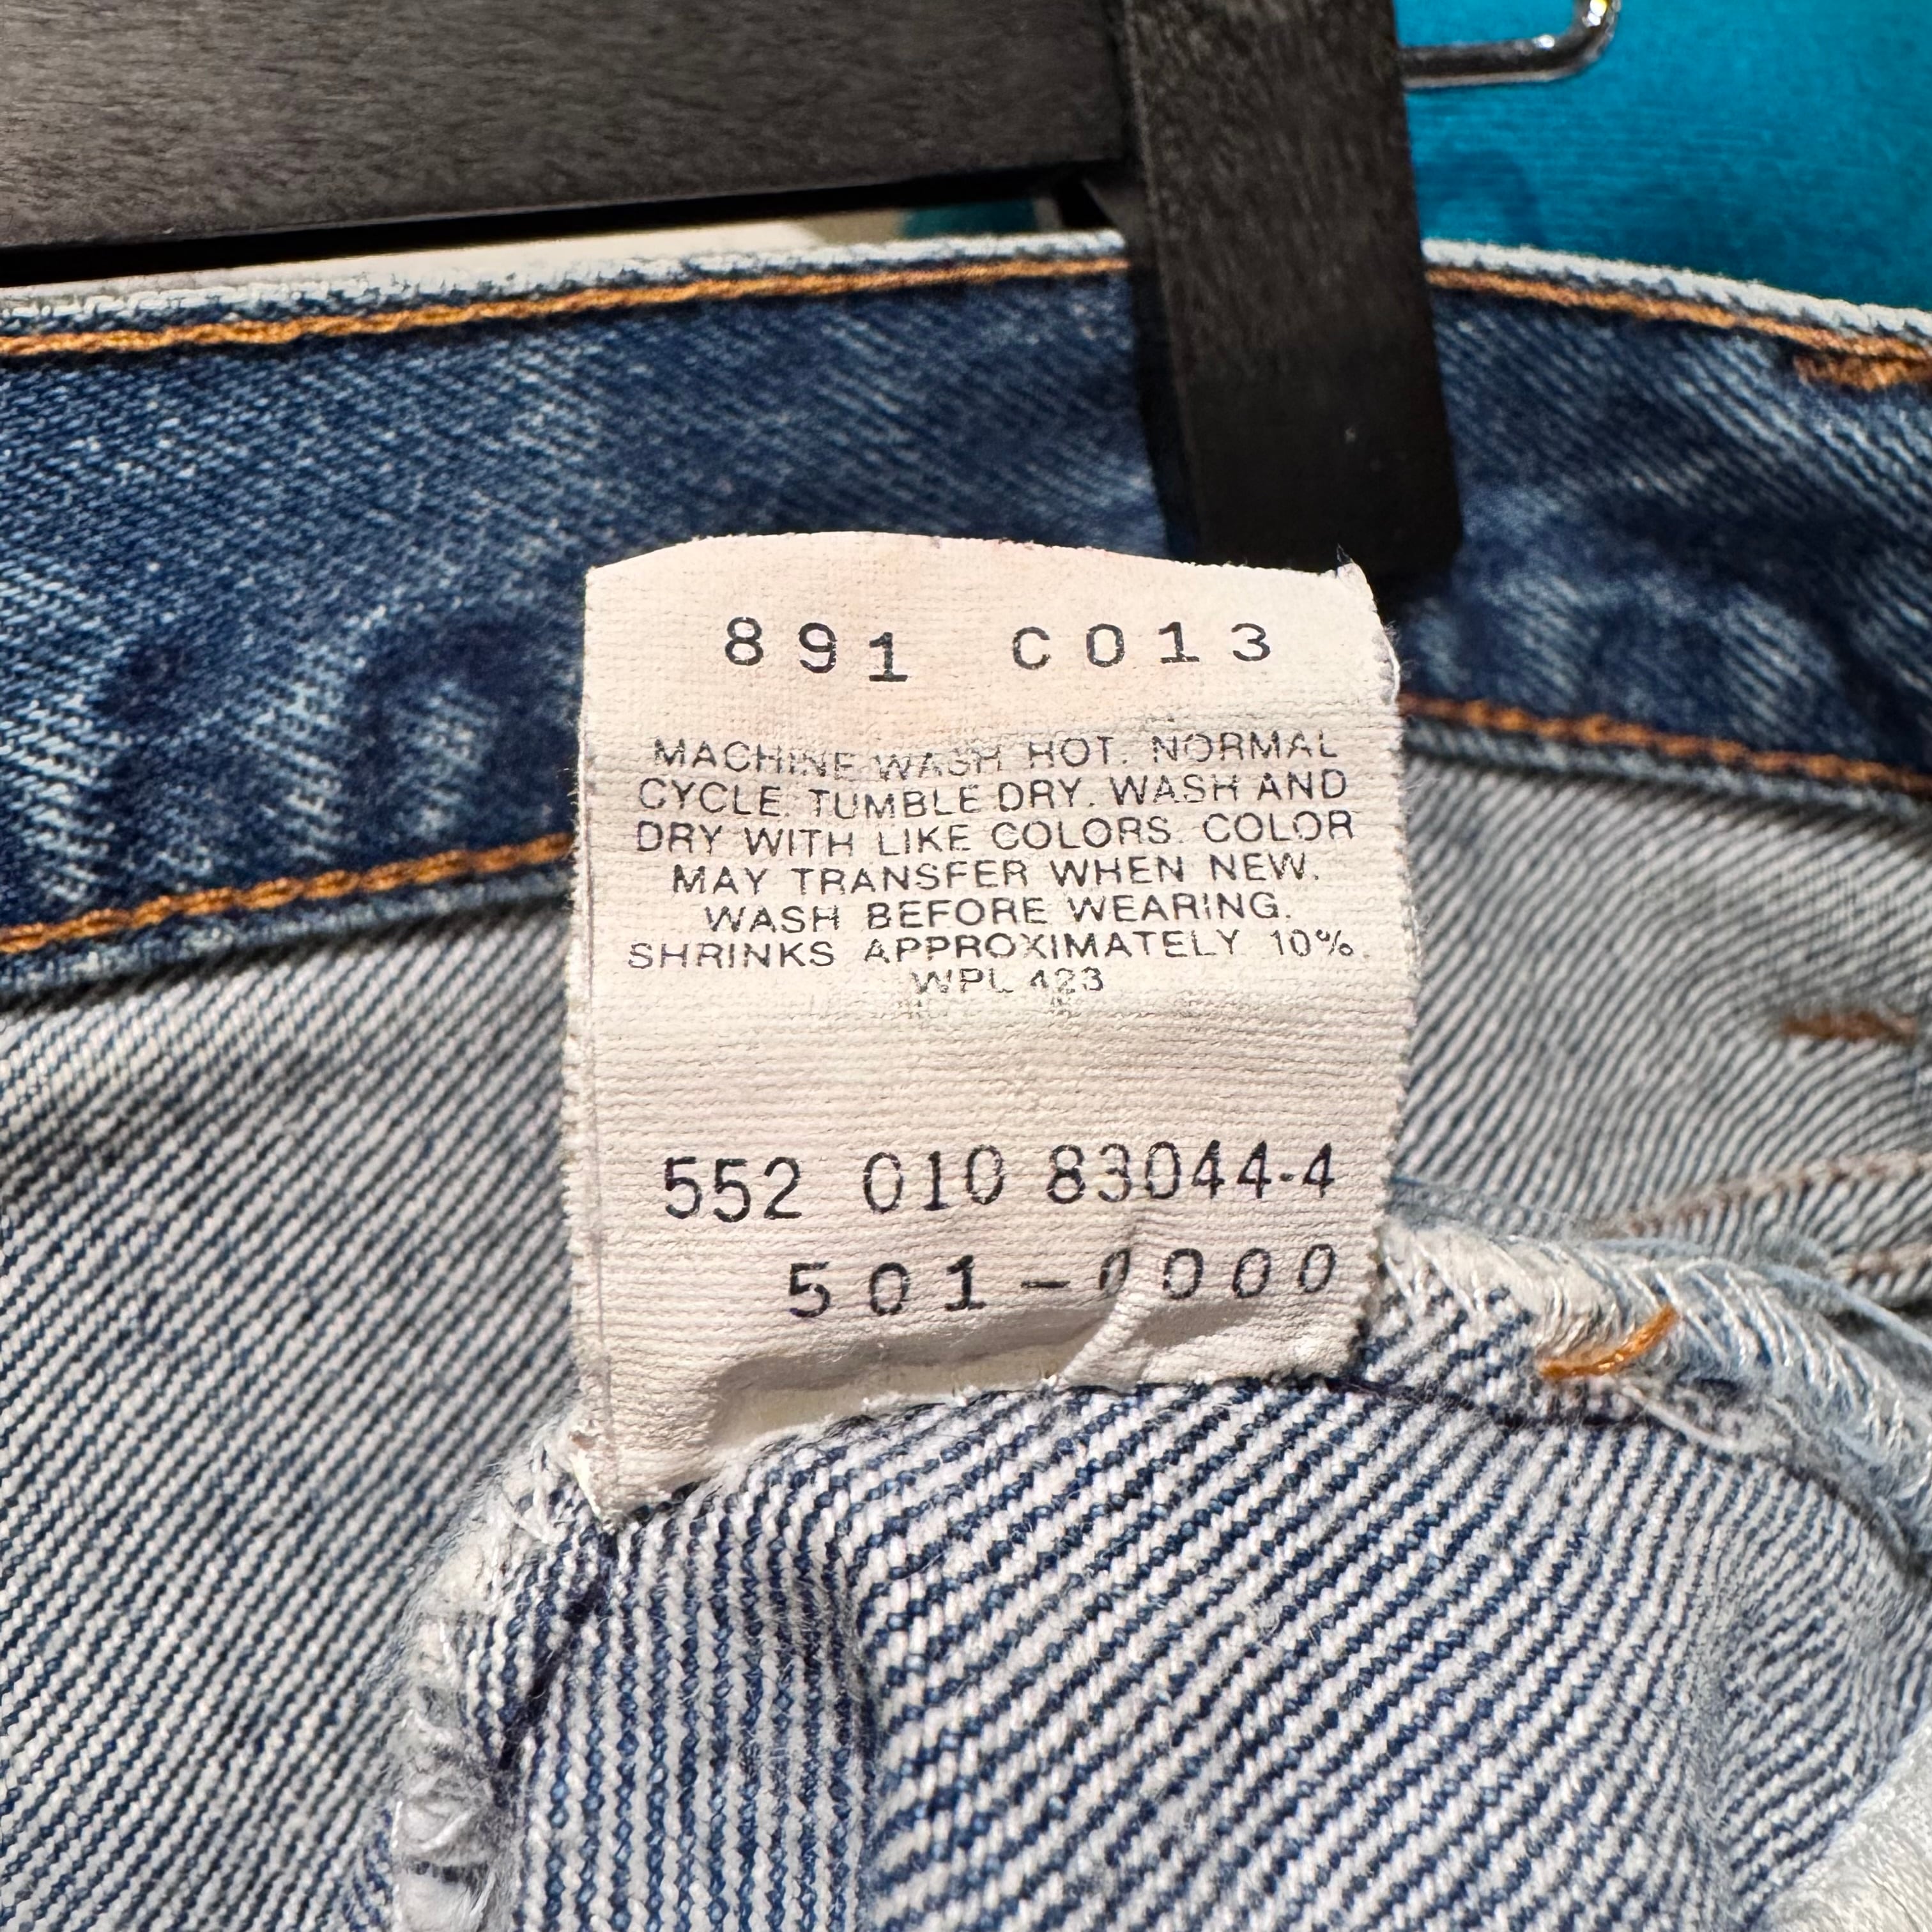 891 C013
MACHINE WASH HOT. NORMAL
CYCLE. TUMBLE DRY. WASH AND
DRY WITH LIKE COLORS. COLOR
MAY TRANSFER WHEN NEW.
WASH BEFORE WEARING.
SHRINKS APPROXIMATELY 10%.
WPL 423
552 010 83044-4
501-0000